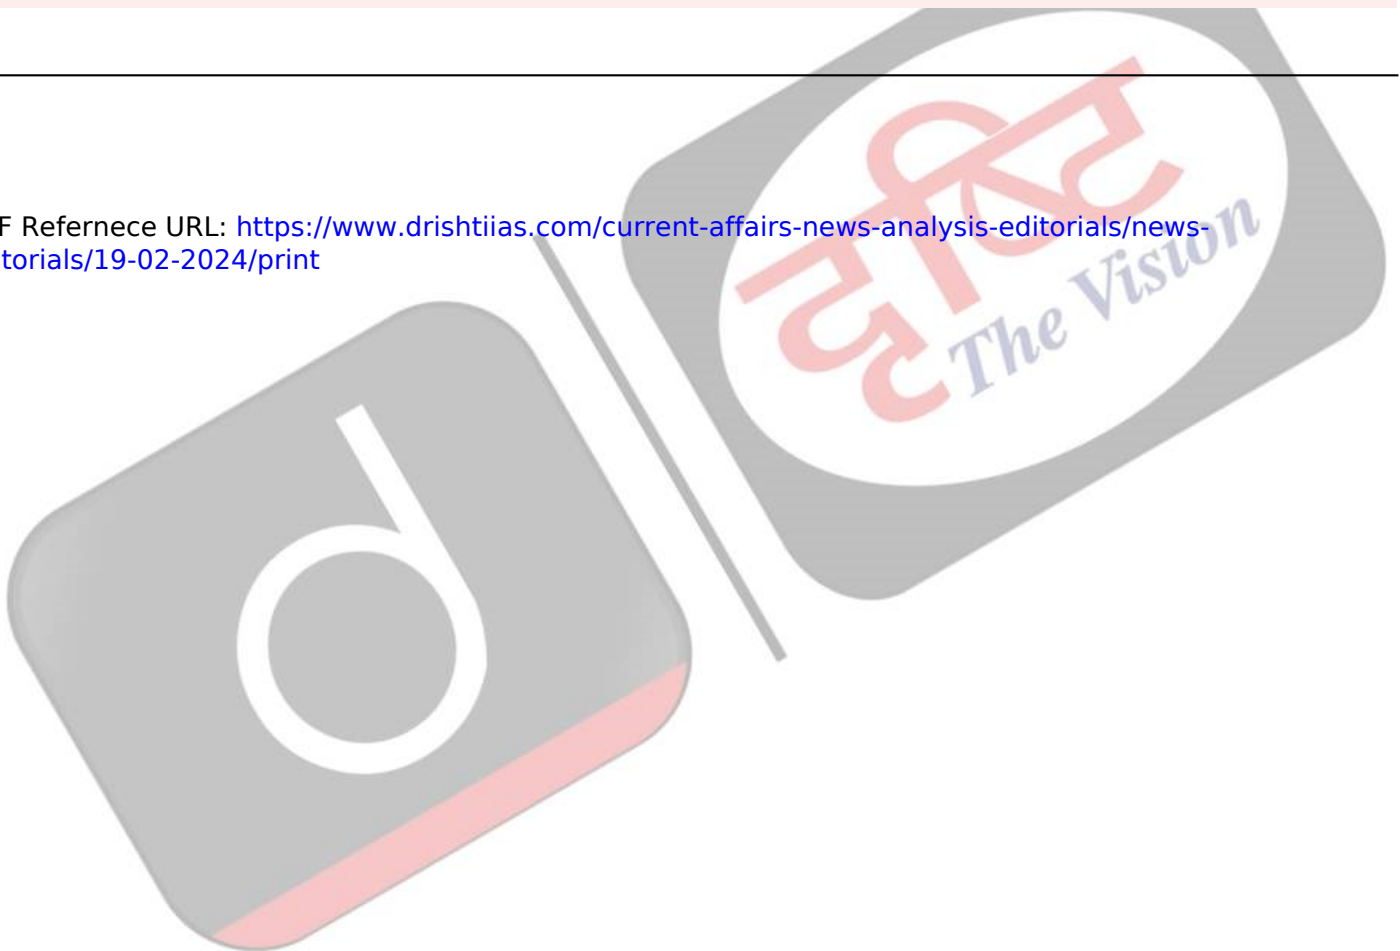 F Refernece URL: https://www.drishtiias.com/current-affairs-news-analysis-editorials/news-
torials/19-02-2024/print
दृष्टि
The Vision
d